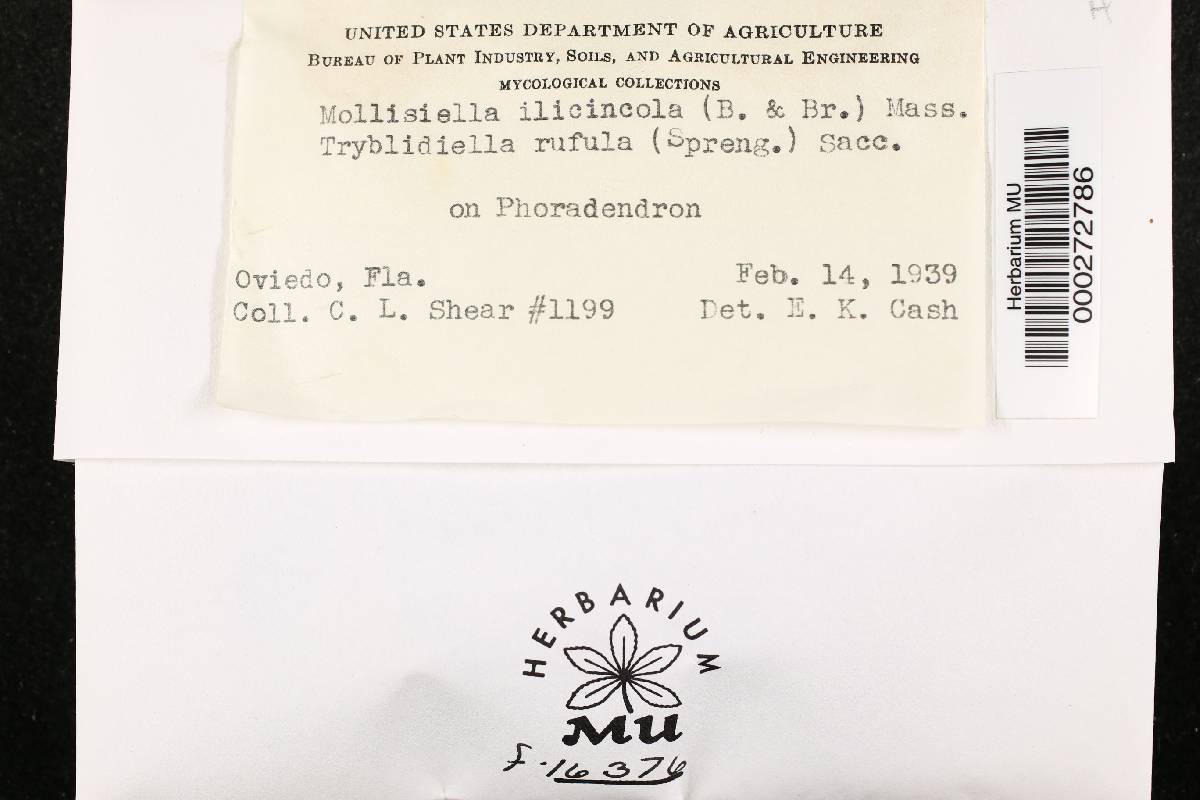 UNITED STATES DEPARTMENT OF AGRICULTURE
BUREAU OF PLANT INDUSTRY, SOILS, AND AGRICULTURAL ENGINEERING
MYCOLOGICAL COLLECTIONS
Mollisiella ilicincola (B. & Br.) Mass.
Tryblidiella rufula (Spreng.) Sacc.
on Phoradendron
Oviedo, Fla. Feb. 14, 1939
Coll. C. L. Shear #1199 Det. E. K. Cash
Herbarium MU
000272786
H
HERBARIUM
MU
f-16376